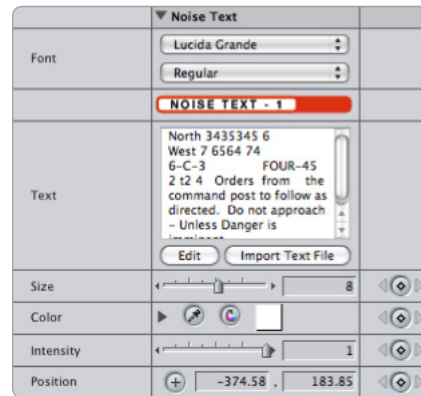 Noise Text
Font
Lucida Grande
Regular
NOISE TEXT - 1
Text
North 3435345 6
West 7 6564 74
6-C-3 FOUR-45
2 t2 4 Orders from the
command post to follow as
directed. Do not approach
- Unless Danger is
Edit Import Text File
Size 8
Color
Intensity 1
Position -374.58 , 183.85